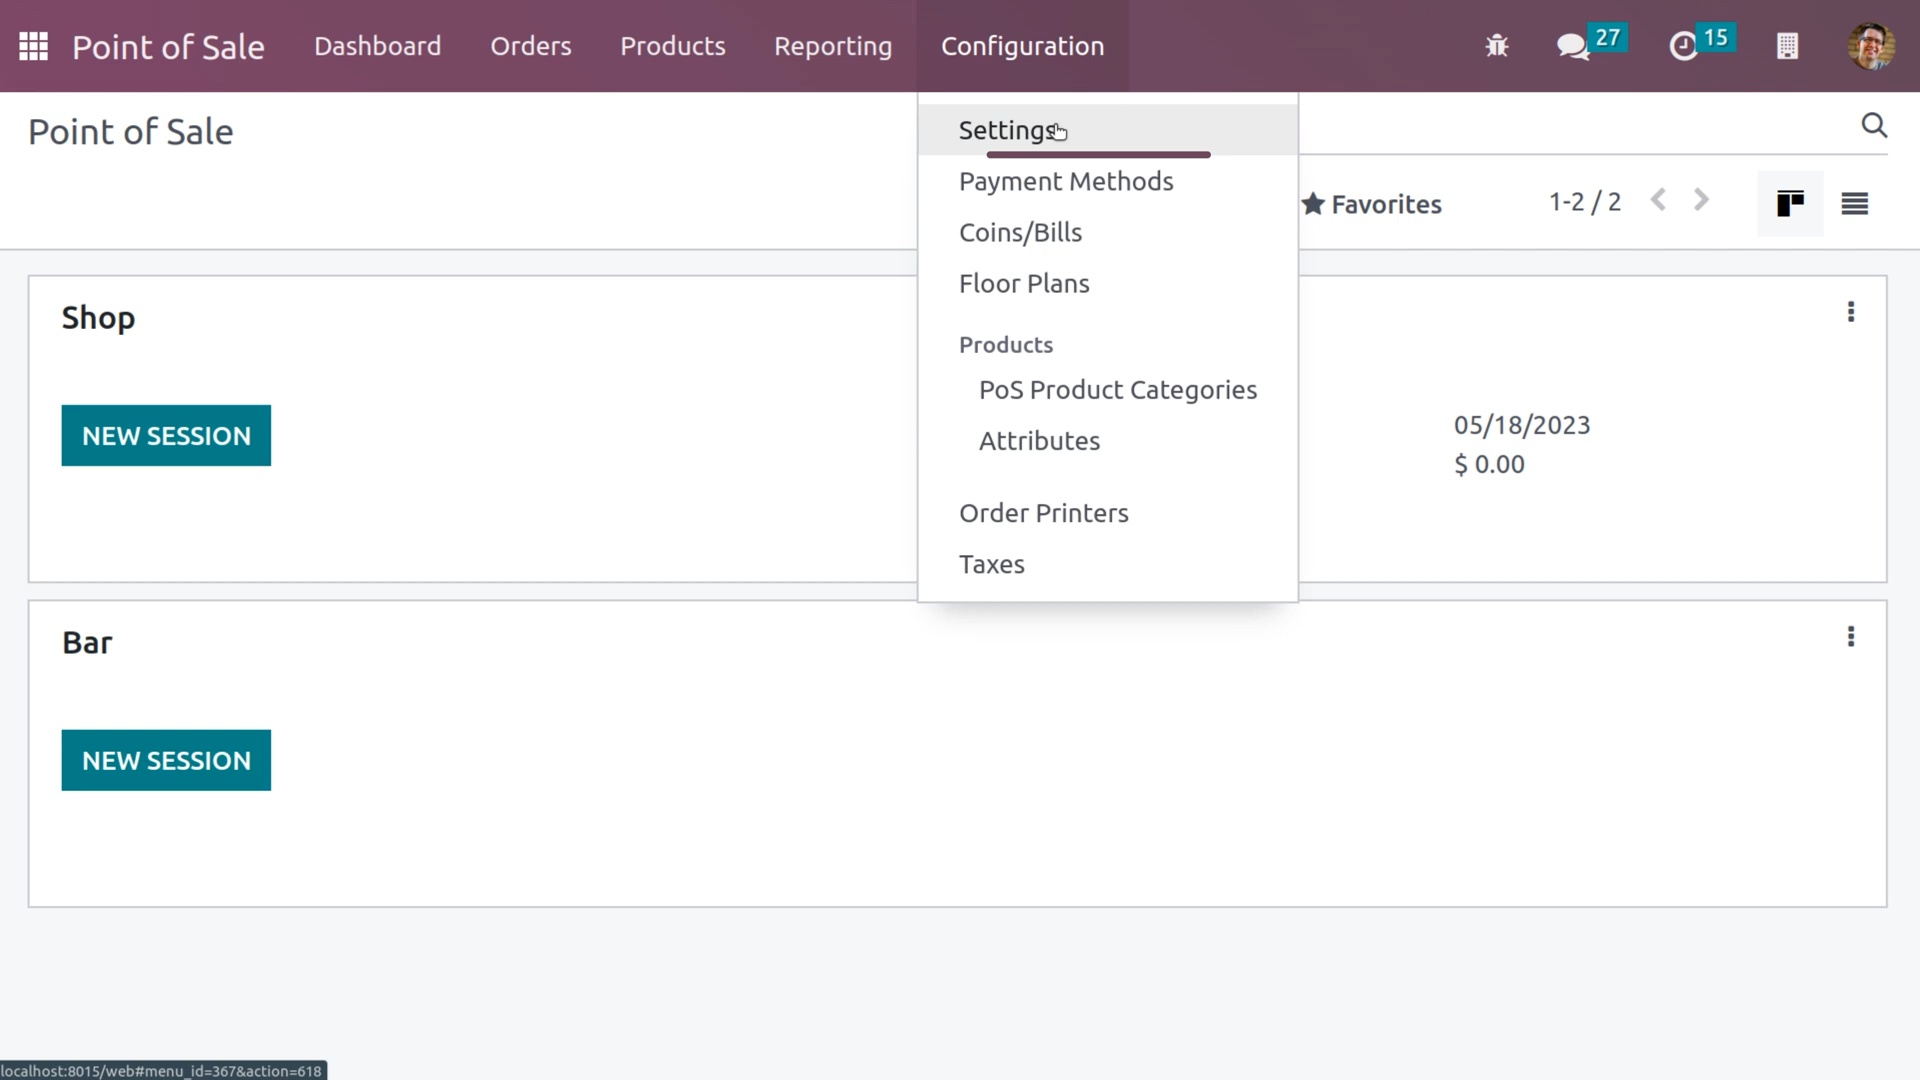 Point of Sale Dashboard Orders Products Reporting Configuration 27 15
Point of Sale
Settings
Payment Methods
Favorites 1-2 / 2
Coins/Bills
Floor Plans
Shop
Products
PoS Product Categories
NEW SESSION
05/18/2023
Attributes
$ 0.00
Order Printers
Taxes
Bar
NEW SESSION
localhost:8015/web#menu_id=367&action=618